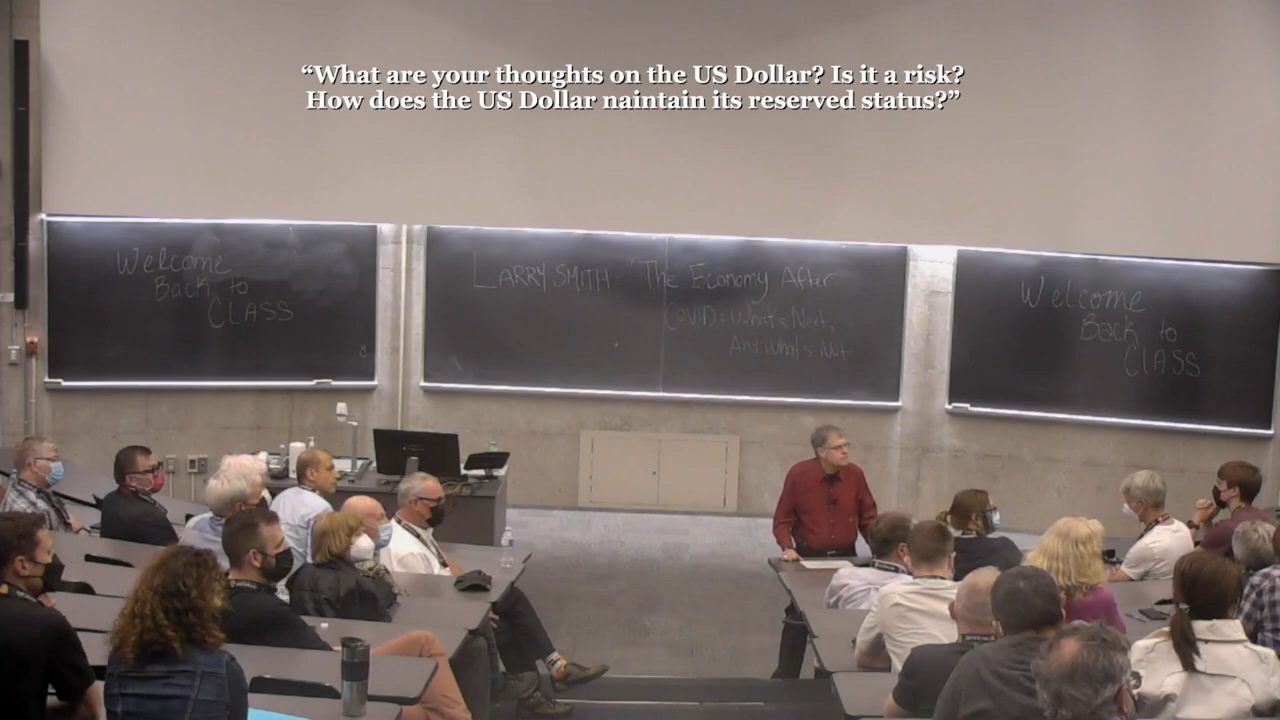 “What are your thoughts on the US Dollar? Is it a risk?
How does the US Dollar naintain its reserved status?”
Welcome
Back to
CLASS
LARRY SMITH - "The Economy After
COVID: What's Next,
And What's Not
Welcome
Back to
CLASS